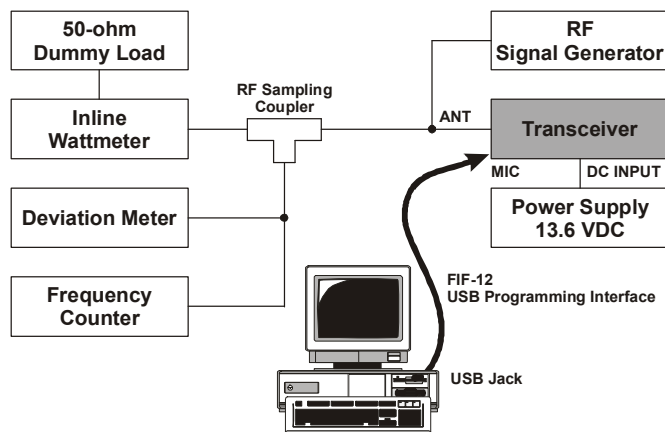 50-ohm
Dummy Load
RF
Signal Generator
RF Sampling
Coupler
Inline
Wattmeter
ANT
Transceiver
MIC
DC INPUT
Deviation Meter
Power Supply
13.6 VDC
Frequency
Counter
FIF-12
USB Programming Interface
USB Jack